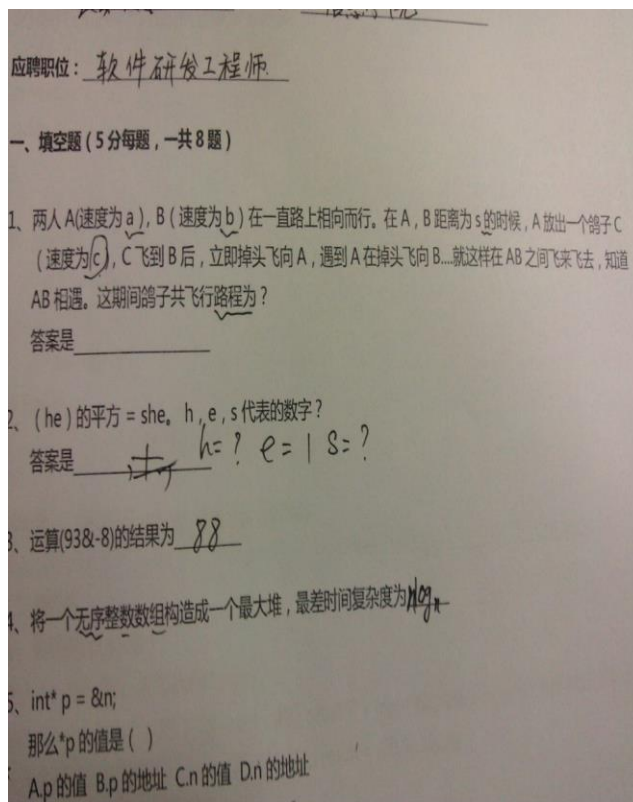 应聘职位：软件研发工程师
一、填空题（5分每题，一共8题）
1、两人A(速度为a)，B（速度为b）在一直路上相向而行。在A，B距离为s的时候，A放出一个鸽子C
（速度为c），C飞到B后，立即掉头飞向A，遇到A在掉头飞向B....就这样在AB之间飞来飞去，知道
AB相遇。这期间鸽子共飞行路程为？
答案是
2、（he）的平方=she。h，e，s代表的数字？
答案是 h=? e=1 s=?
3、运算(93&-8)的结果为 88
4、将一个无序整数数组构造成一个最大堆，最差时间复杂度为nlogn
5、int* p = &n;
那么*p的值是（ ）
A.p的值 B.p的地址 C.n的值 D.n的地址